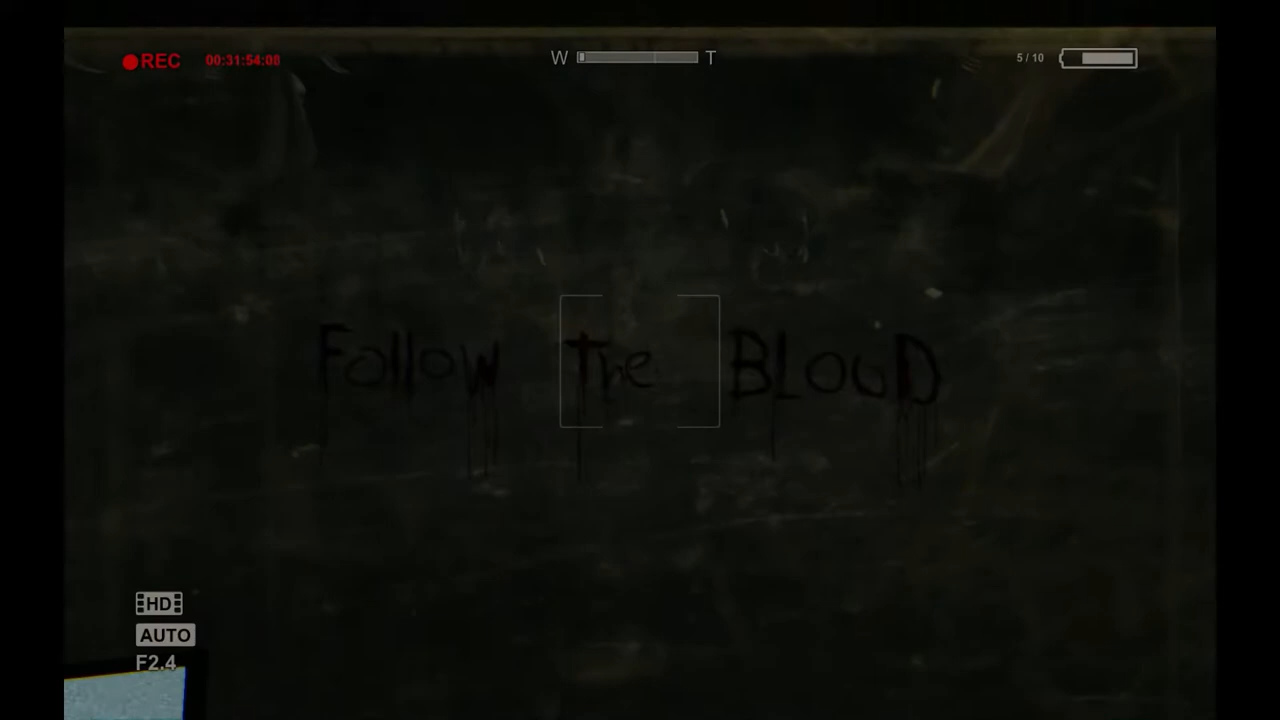 REC 00:31:54:08 W T 5 / 10
Follow The BLOOD
HD
AUTO
F2.4